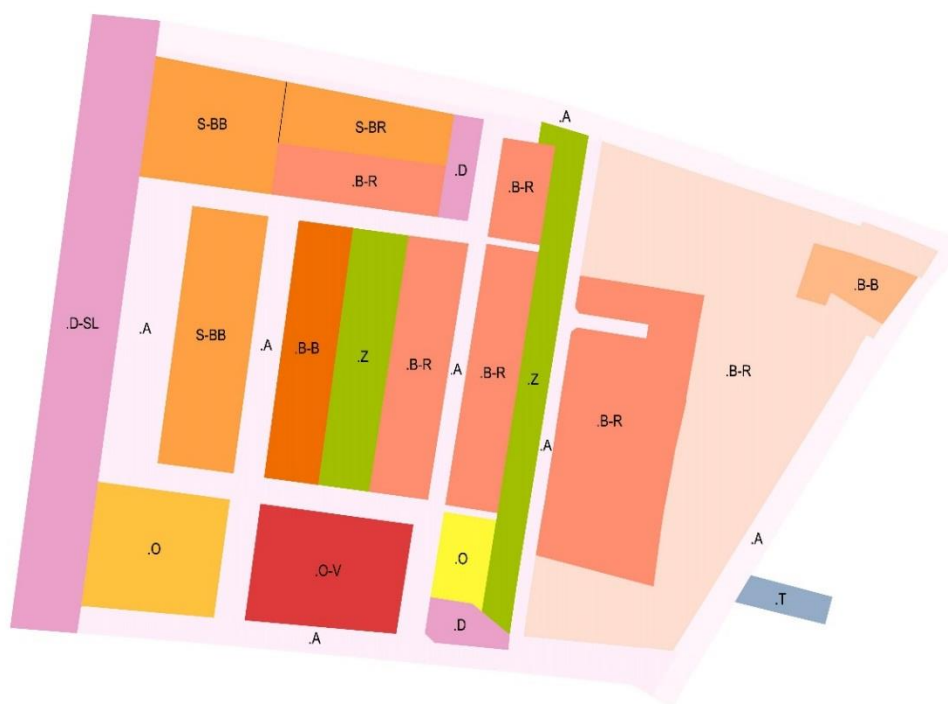 .A
S-BB
S-BR
.D
.B-R
.B-R
.B-B
.D-SL
.A
S-BB
.A
.B-B
.Z
.B-R
.A
.B-R
.Z
.B-R
.B-R
.A
.O
.O-V
.O
.A
.D
.T
.A